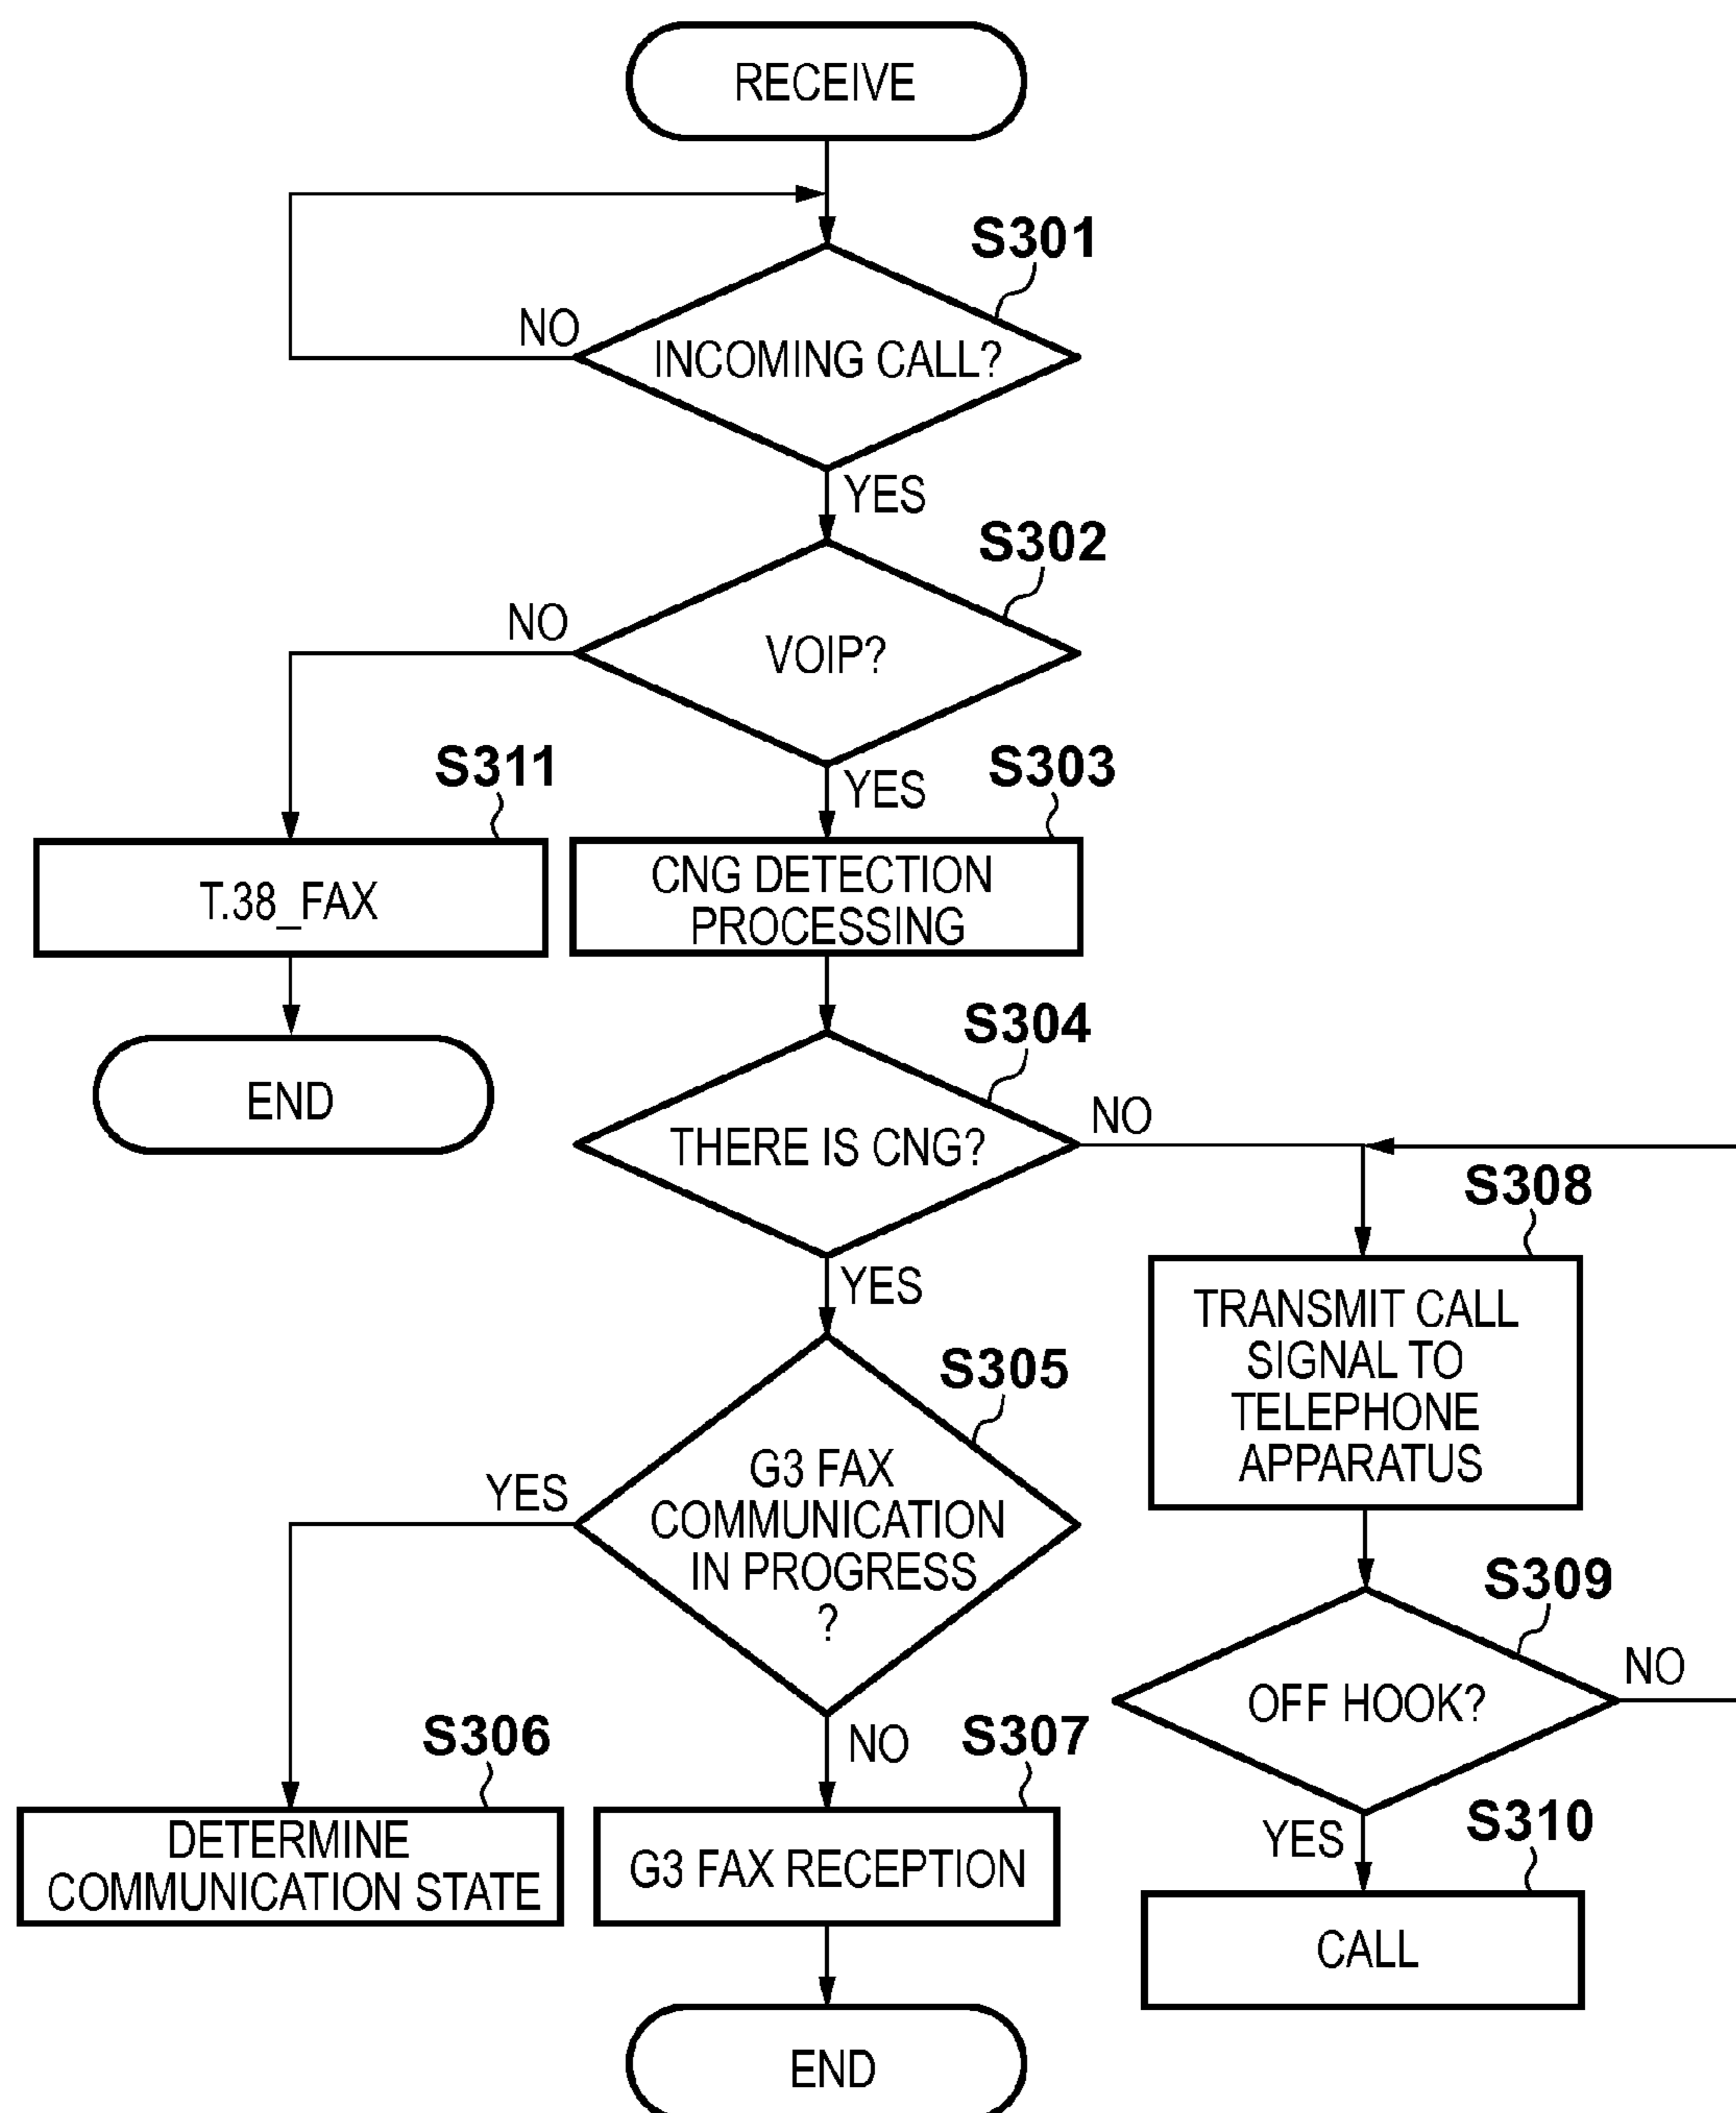 RECEIVE
S301
NO
INCOMING CALL?
YES
S302
NO
VOIP?
YES
S311
S303
T.38_FAX
CNG DETECTION
PROCESSING
END
S304
THERE IS CNG?
NO
YES
S308
TRANSMIT CALL
SIGNAL TO
TELEPHONE
APPARATUS
S305
YES
G3 FAX
COMMUNICATION
IN PROGRESS
?
NO
S309
OFF HOOK?
NO
YES
S306
DETERMINE
COMMUNICATION STATE
S307
G3 FAX RECEPTION
S310
CALL
END